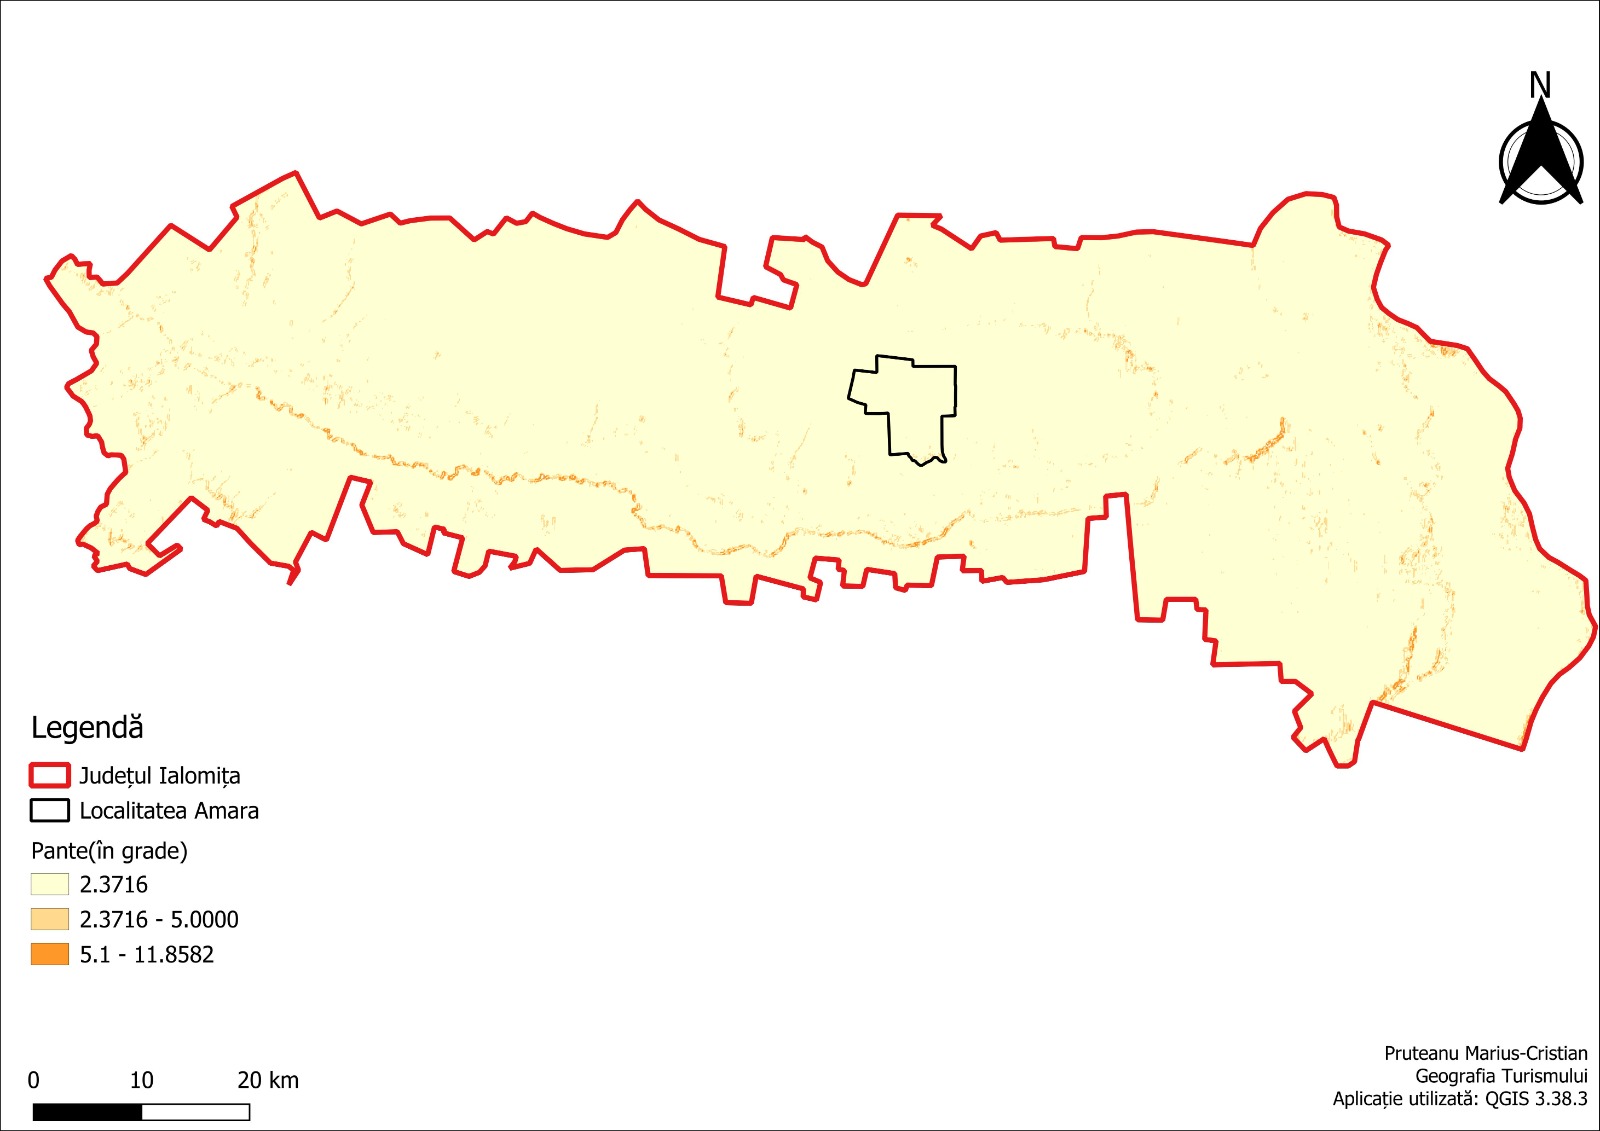 N
Legendă
Județul Ialomița
Localitatea Amara
Pante(în grade)
2.3716
2.3716 - 5.0000
5.1 - 11.8582
0 10 20 km
Pruteanu Marius-Cristian
Geografia Turismului
Aplicație utilizată: QGIS 3.38.3